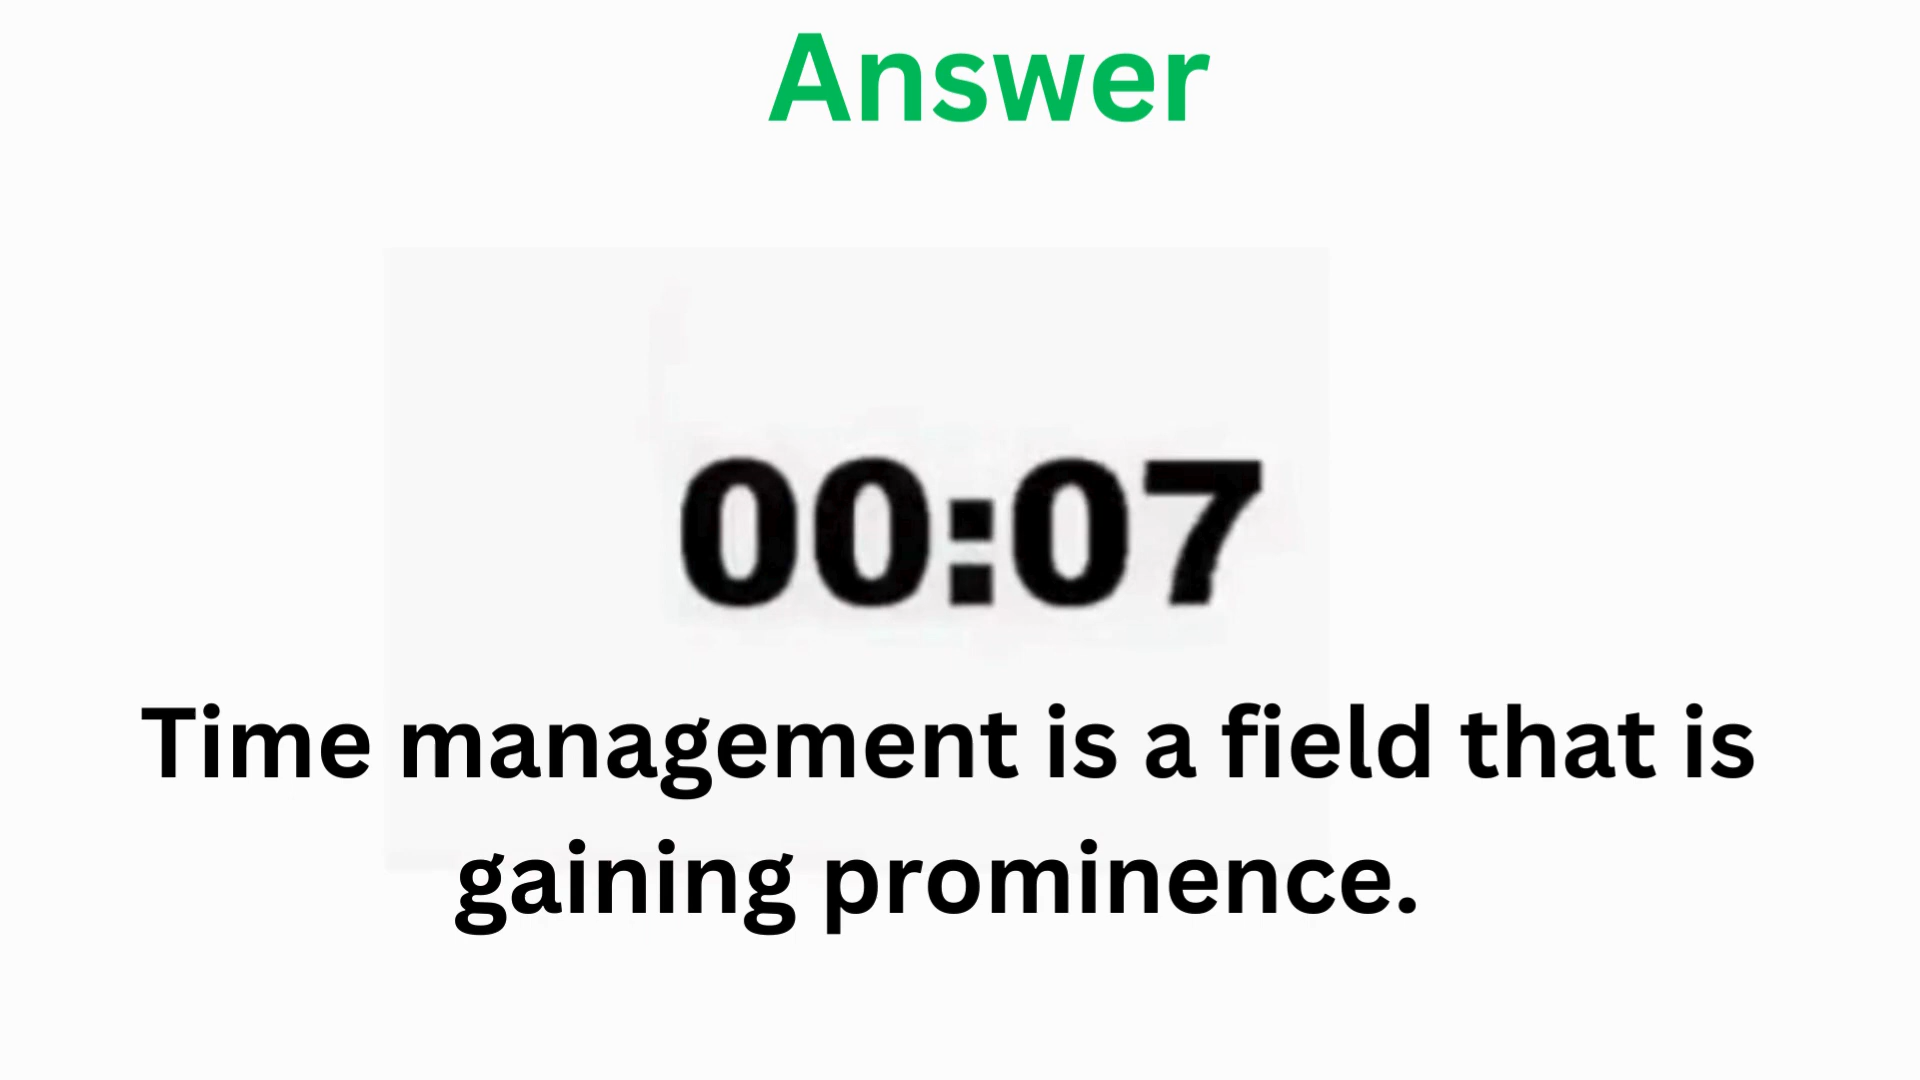 Answer
00:07
Time management is a field that is
gaining prominence.